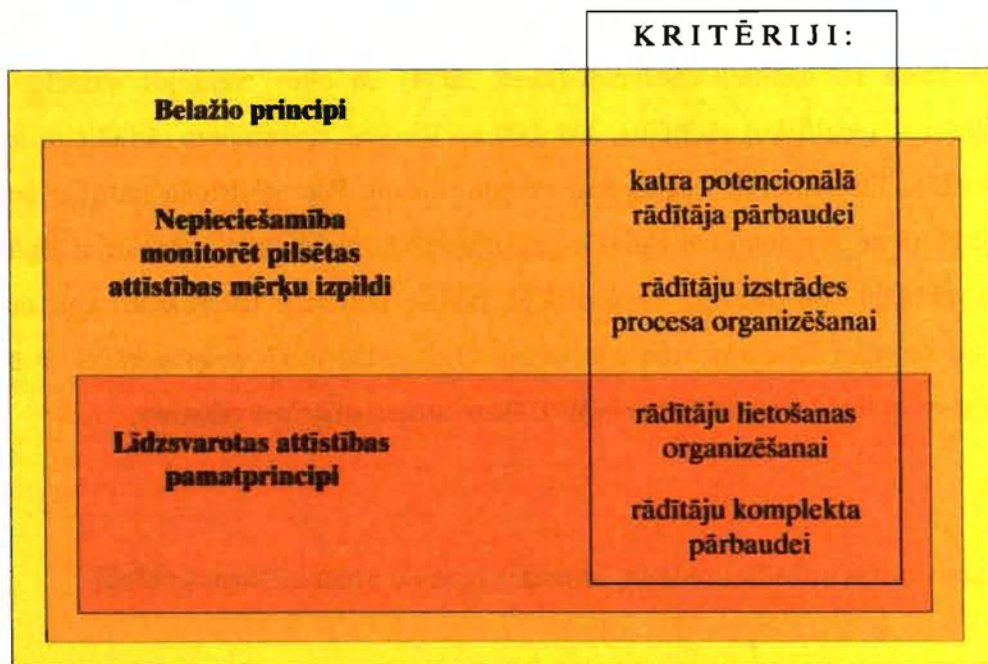 KRITĒRIJI:
Belažio principi
Nepieciešamība
monitorēt pilsētas
attīstības mērķu izpildi
katra potencionālā
rādītāja pārbaudei
rādītāju izstrādes
procesa organizēšanai
Līdzsvarotas attīstības
pamatprincipi
rādītāju lietošanas
organizēšanai
rādītāju komplekta
pārbaudei